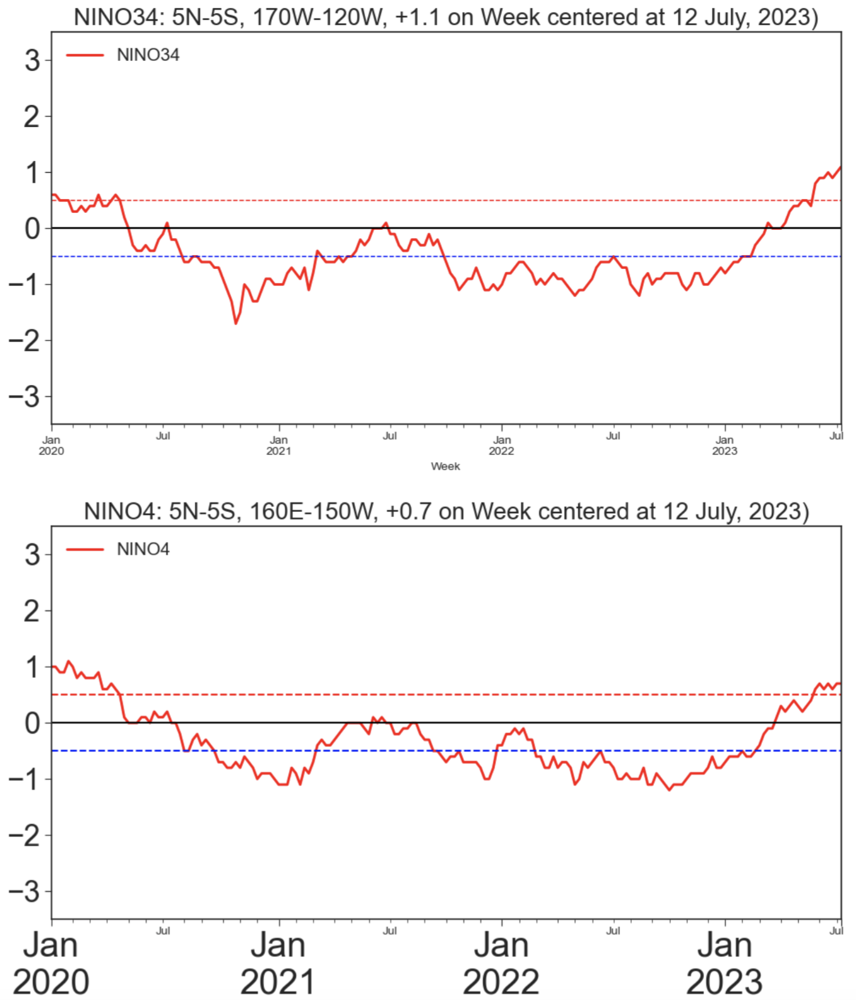 NINO34: 5N-5S, 170W-120W, +1.1 on Week centered at 12 July, 2023)
NINO34
3
2
1
0
−1
−2
−3
Jan Jul Jan Jul Jan Jul Jan Jul
2020 2021 2022 2023
Week
NINO4: 5N-5S, 160E-150W, +0.7 on Week centered at 12 July, 2023)
NINO4
3
2
1
0
−1
−2
−3
Jan Jul Jan Jul Jan Jul Jan Jul
2020 2021 2022 2023